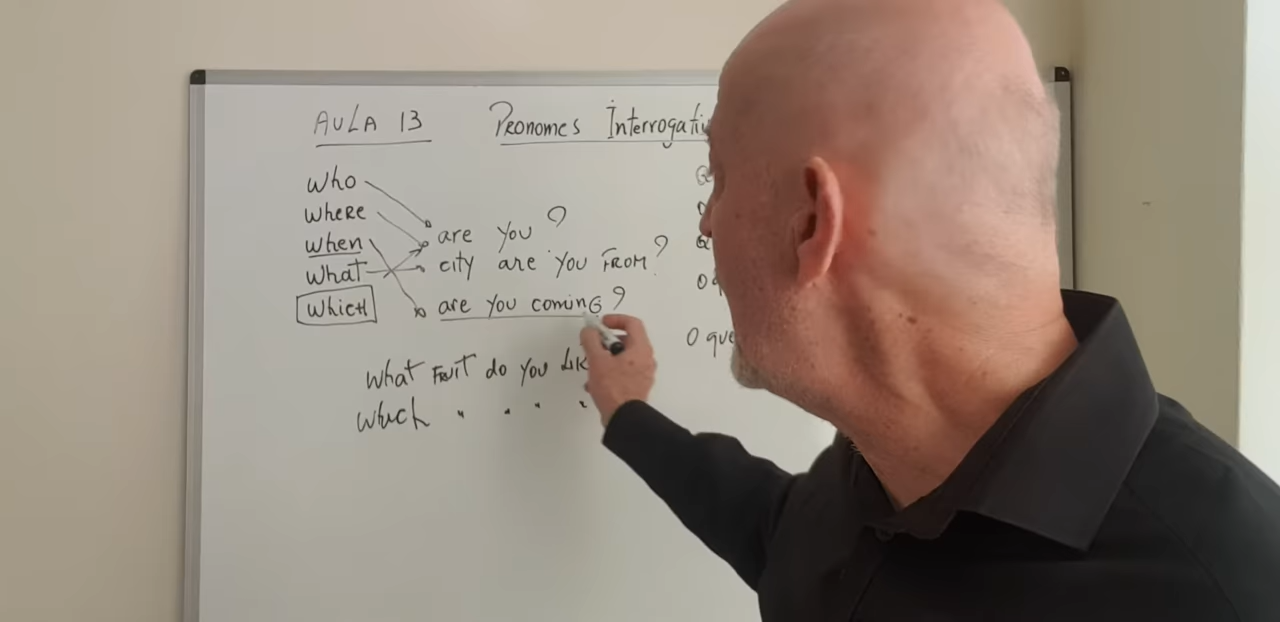 AULA 13 Pronomes Interrogati
Who
Where
When
What
Which
are you?
city are you FROM?
are you coming?
What Fruit do you LIK
Which " " " "
O q
O que